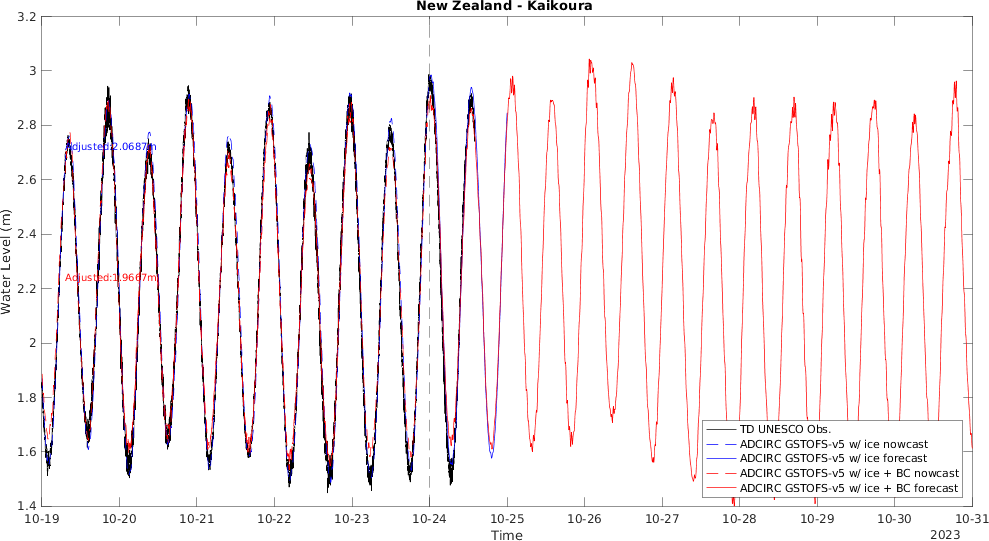 New Zealand - Kaikoura
3.2
3
2.8
2.6
2.4
2.2
2
1.8
1.6
1.4
Water Level (m)
Adjusted:2.0687m
Adjusted:1.9667m
TD UNESCO Obs.
ADCIRC GSTOFS-v5 w/ ice nowcast
ADCIRC GSTOFS-v5 w/ ice forecast
ADCIRC GSTOFS-v5 w/ ice + BC nowcast
ADCIRC GSTOFS-v5 w/ ice + BC forecast
10-19 10-20 10-21 10-22 10-23 10-24 10-25 10-26 10-27 10-28 10-29 10-30 10-31
Time
2023